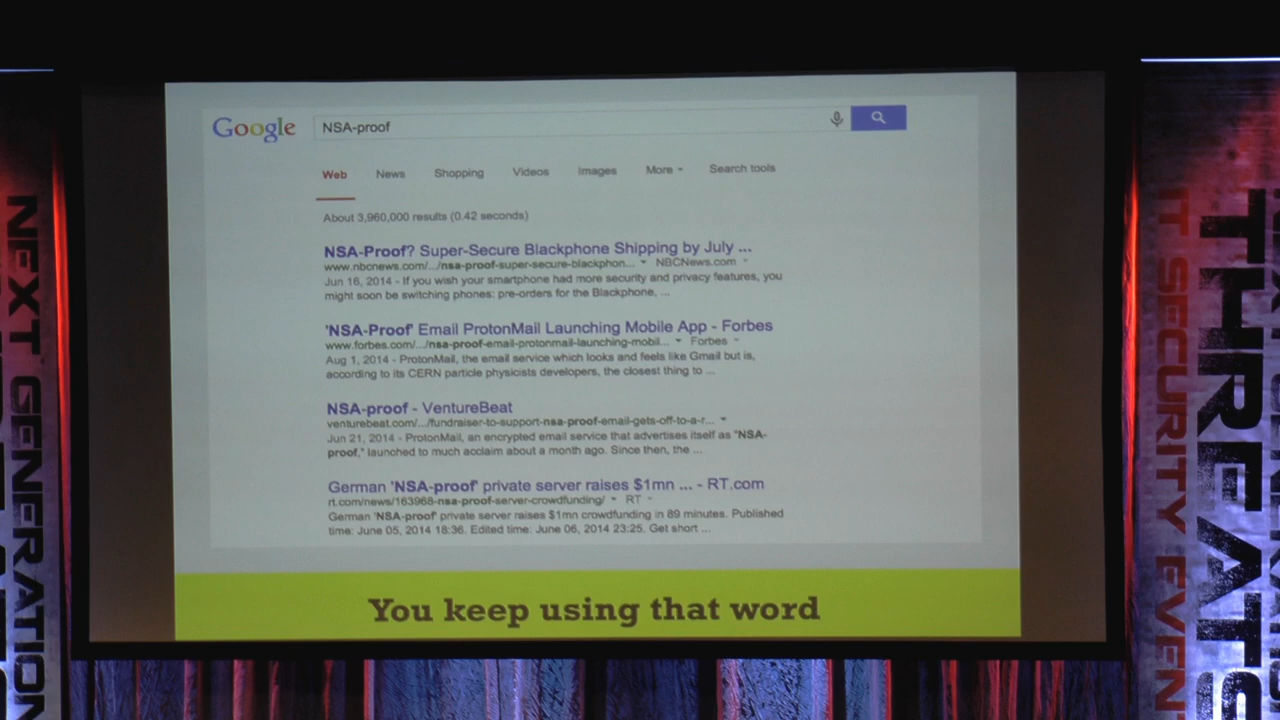 Google
NSA-proof
Web News Shopping Videos Images More Search tools
About 3,960,000 results (0.42 seconds)
NSA-Proof? Super-Secure Blackphone Shipping by July ...
www.nbcnews.com/.../nsa-proof-super-secure-blackphon... NBCNews.com
Jun 16, 2014 - If you wish your smartphone had more security and privacy features, you
might soon be switching phones: pre-orders for the Blackphone, ...
'NSA-Proof' Email ProtonMail Launching Mobile App - Forbes
www.forbes.com/.../nsa-proof-email-protonmail-launching-mobil... Forbes
Aug 1, 2014 - ProtonMail, the email service which looks and feels like Gmail but is,
according to its CERN particle physicists developers, the closest thing to ...
NSA-proof - VentureBeat
venturebeat.com/.../fundraiser-to-support-nsa-proof-email-gets-off-to-a-r...
Jun 21, 2014 - ProtonMail, an encrypted email service that advertises itself as "NSA-
proof," launched to much acclaim about a month ago. Since then, the ...
German 'NSA-proof' private server raises $1mn ... - RT.com
rt.com/news/163968-nsa-proof-server-crowdfunding/ RT
German 'NSA-proof' private server raises $1mn crowdfunding in 89 minutes. Published
time: June 05, 2014 18:36. Edited time: June 06, 2014 23:25. Get short ...
You keep using that word
NEXT GENERATION
IT SECURITY EVENT
THREATS